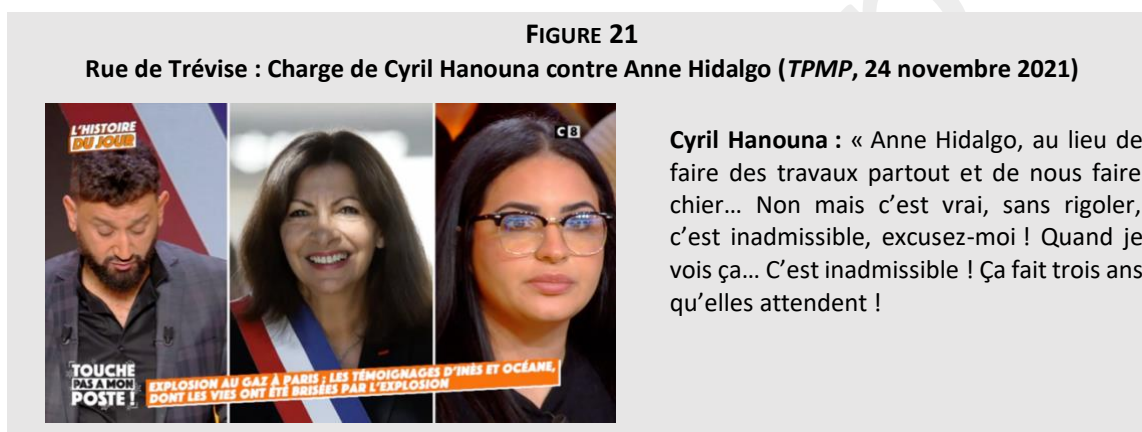 FIGURE 21
Rue de Trévise : Charge de Cyril Hanouna contre Anne Hidalgo (TPMP, 24 novembre 2021)
L'HISTOIRE
DU JOUR
C8
TOUCHE
PAS A MON
POSTE !
EXPLOSION AU GAZ À PARIS : LES TÉMOIGNAGES D'INÈS ET OCÉANE,
DONT LES VIES ONT ÉTÉ BRISÉES PAR L'EXPLOSION
Cyril Hanouna : « Anne Hidalgo, au lieu de
faire des travaux partout et de nous faire
chier… Non mais c'est vrai, sans rigoler,
c'est inadmissible, excusez-moi ! Quand je
vois ça… C'est inadmissible ! Ça fait trois ans
qu'elles attendent !